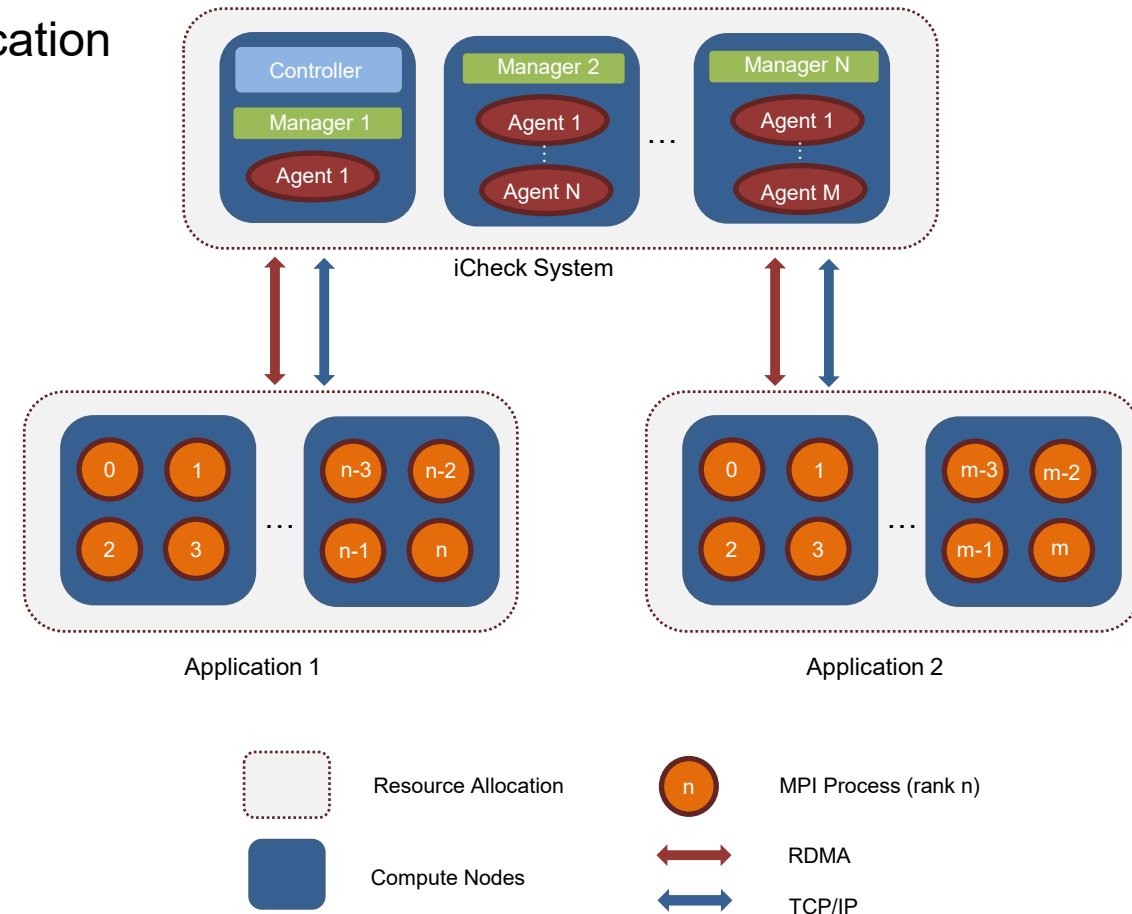 cation
Controller
Manager 1
Agent 1
Manager 2
Agent 1
Agent N
...
Manager N
Agent 1
Agent M
iCheck System
0 1
2 3
...
n-3 n-2
n-1 n
Application 1
0 1
2 3
...
m-3 m-2
m-1 m
Application 2
Resource Allocation
n
MPI Process (rank n)
Compute Nodes
RDMA
TCP/IP